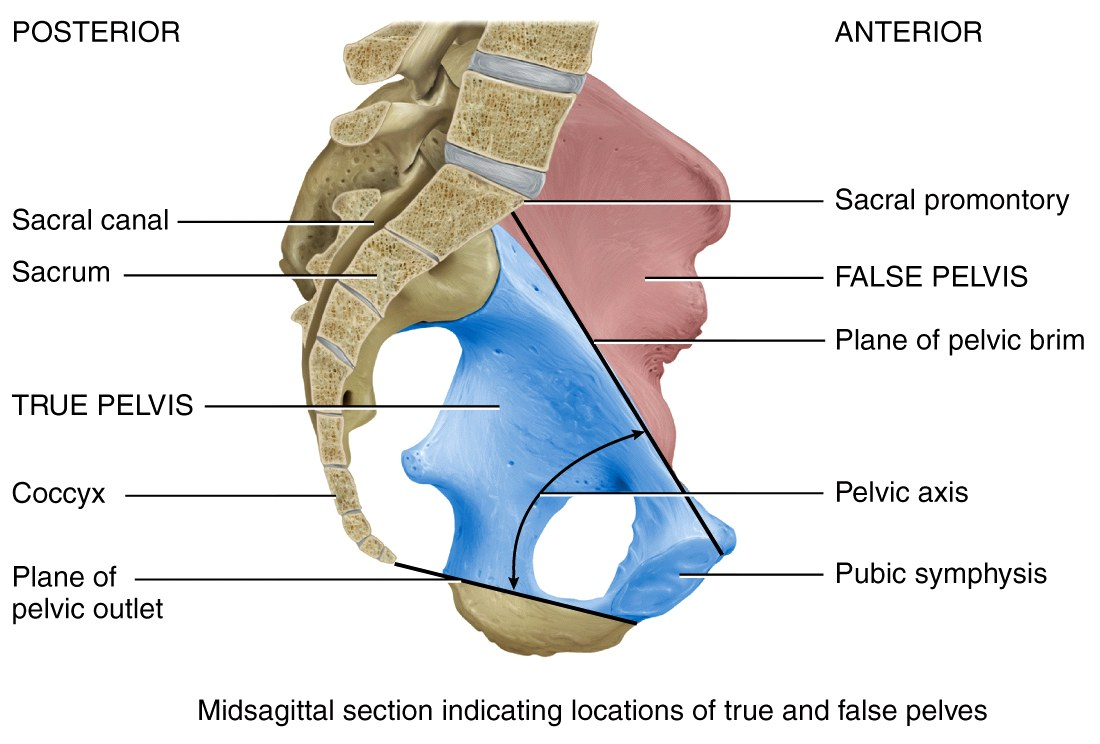 POSTERIOR
ANTERIOR
Sacral canal
Sacrum
TRUE PELVIS
Coccyx
Plane of
pelvic outlet
Sacral promontory
FALSE PELVIS
Plane of pelvic brim
Pelvic axis
Pubic symphysis
Midsagittal section indicating locations of true and false pelves